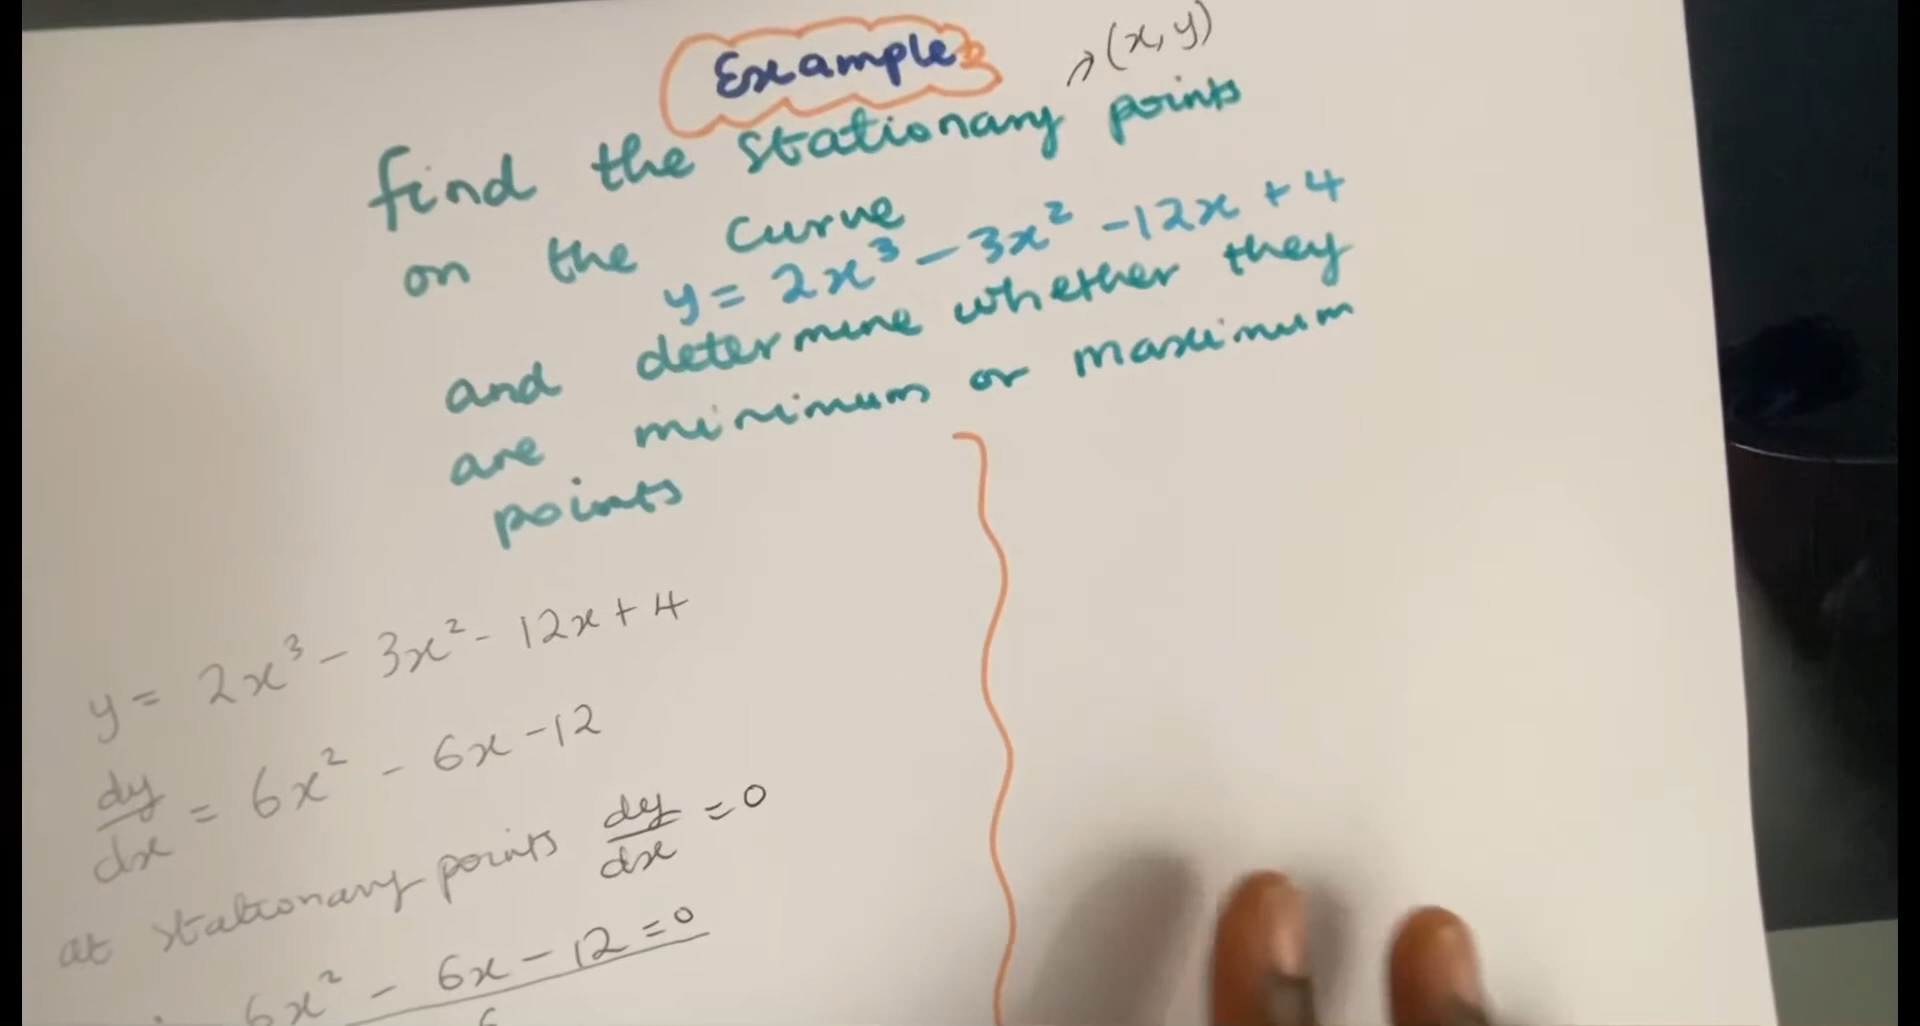 Example
→(x,y)
find the stationary points
on the curve
y = 2x³ - 3x² - 12x + 4
and determine whether they
are minimum or maximum
points
y = 2x³ - 3x² - 12x + 4
dy/dx = 6x² - 6x - 12
at stationary points dy/dx = 0
6x² - 6x - 12 = 0